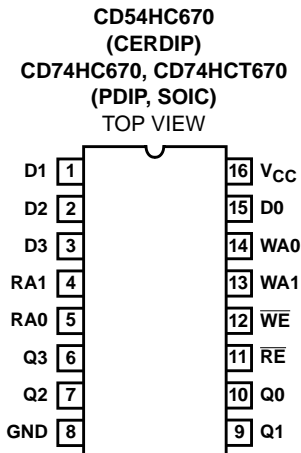 CD54HC670
(CERDIP)
CD74HC670, CD74HCT670
(PDIP, SOIC)
TOP VIEW
D1 1 16 VCC
D2 2 15 D0
D3 3 14 WA0
RA1 4 13 WA1
RA0 5 12 W̅E̅
Q3 6 11 R̅E̅
Q2 7 10 Q0
GND 8 9 Q1